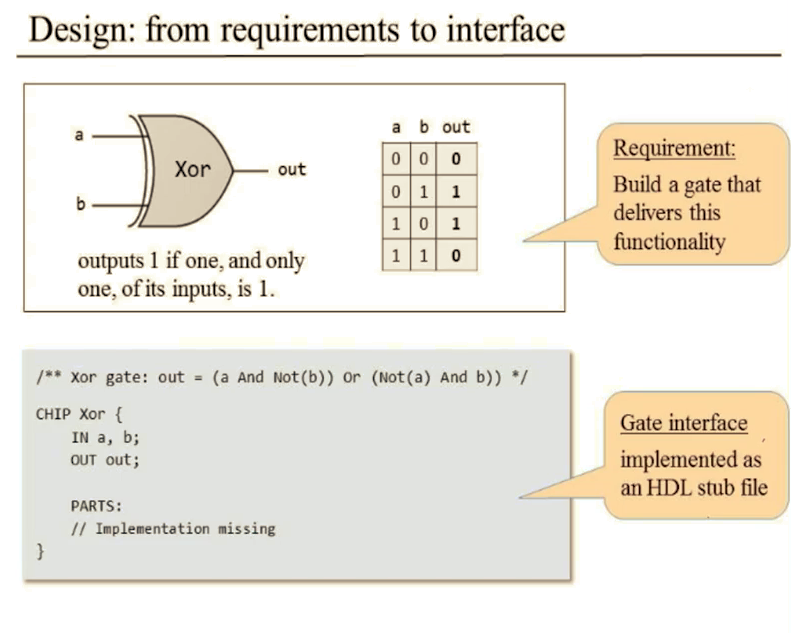 Design: from requirements to interface
a
b
Xor
out
outputs 1 if one, and only
one, of its inputs, is 1.
a b out
0 0 0
0 1 1
1 0 1
1 1 0
Requirement:
Build a gate that
delivers this
functionality
/** Xor gate: out = (a And Not(b)) Or (Not(a) And b)) */
CHIP Xor {
IN a, b;
OUT out;
PARTS:
// Implementation missing
}
Gate interface
implemented as
an HDL stub file